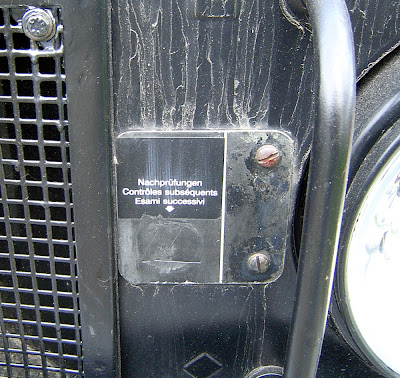 Nachprüfungen
Contrôles subséquents
Esami successivi